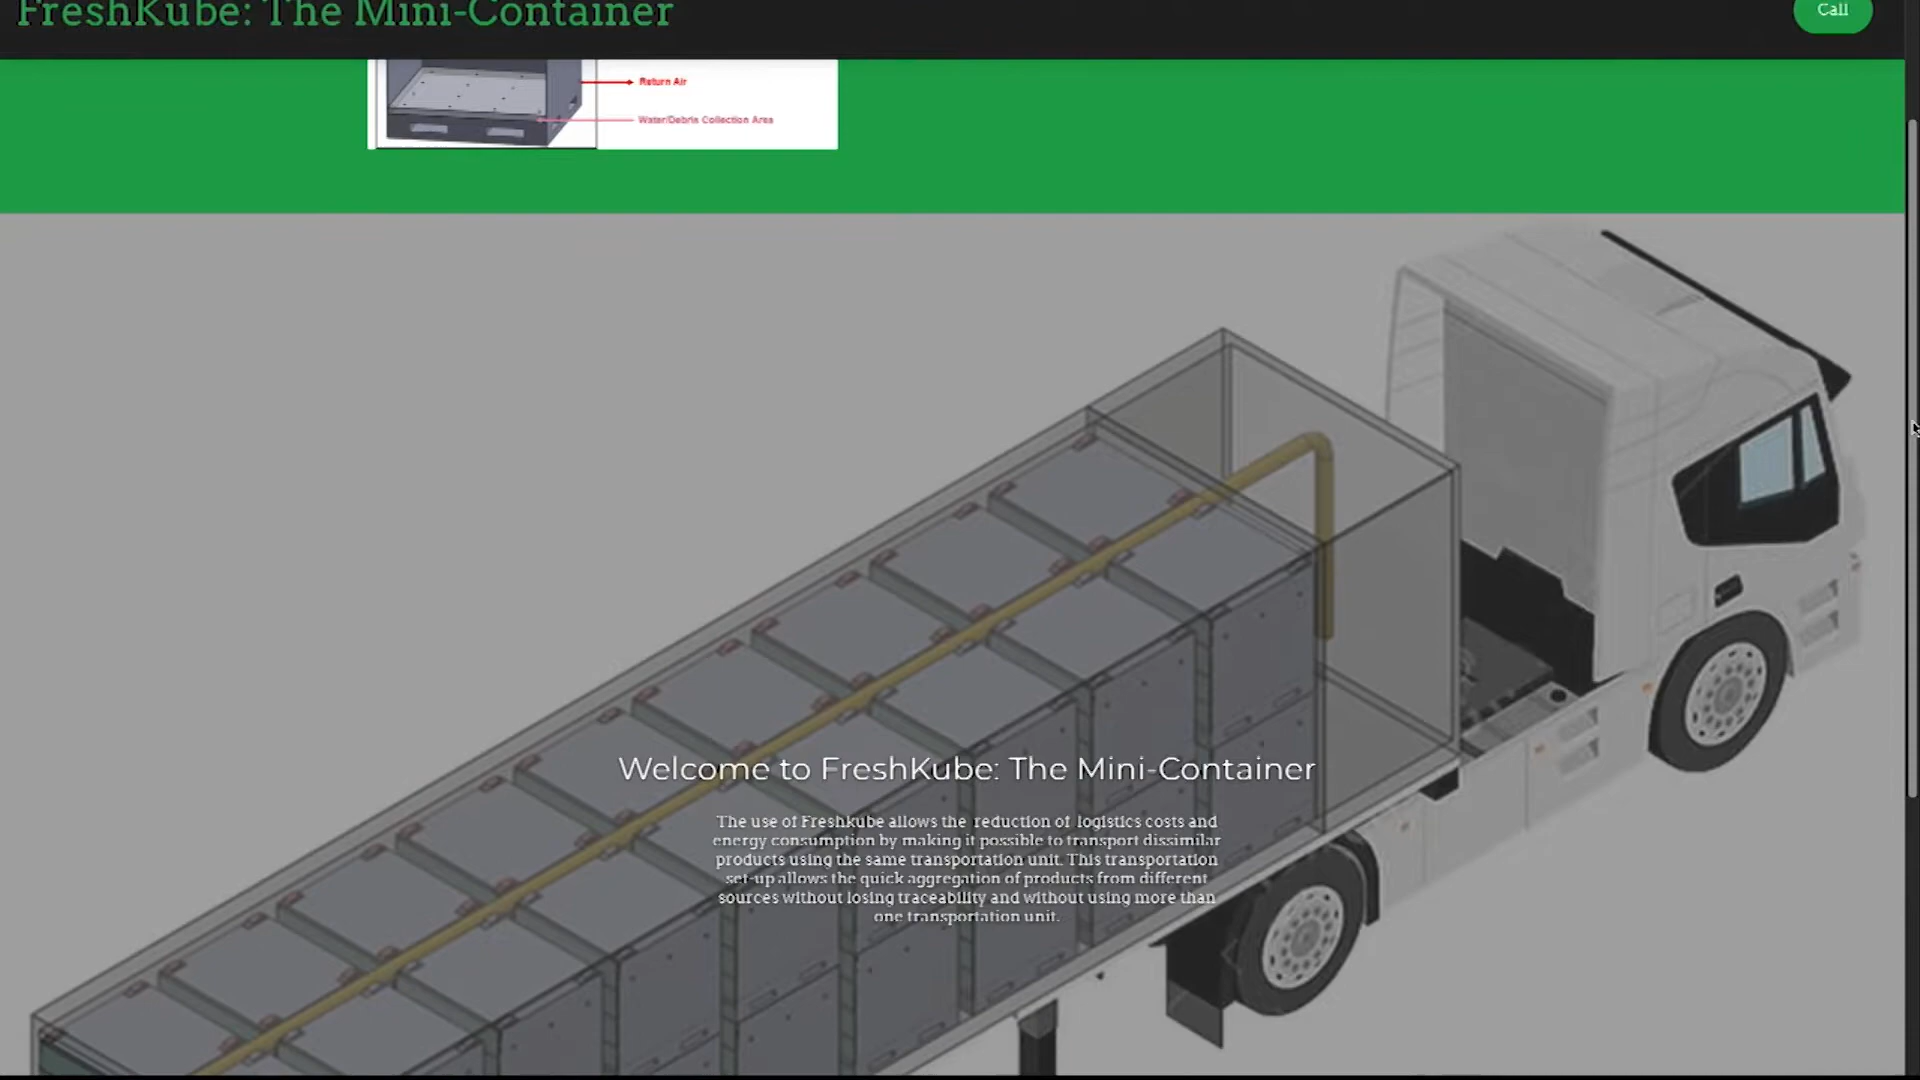 FreshKube: The Mini-Container
Call
Return Air
Water/Debris Collection Area
Welcome to FreshKube: The Mini-Container
The use of Freshkube allows the reduction of logistics costs and
energy consumption by making it possible to transport dissimilar
products using the same transportation unit. This transportation
set-up allows the quick aggregation of products from different
sources without losing traceability and without using more than
one transportation unit.